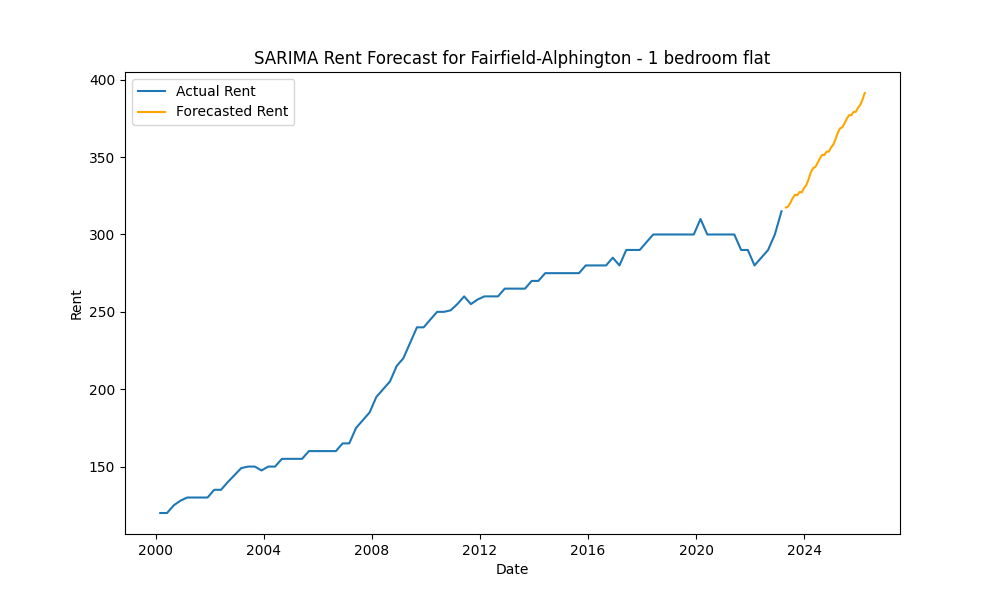 SARIMA Rent Forecast for Fairfield-Alphington - 1 bedroom flat
Actual Rent
Forecasted Rent
400
350
300
250
200
150
Rent
2000 2004 2008 2012 2016 2020 2024
Date